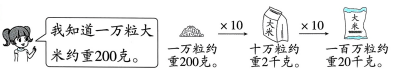 我知道一万粒大
米约重200克。
×10
×10
大米
大米
一万粒约
重200克。
十万粒约
重2千克。
一百万粒约
重20千克。